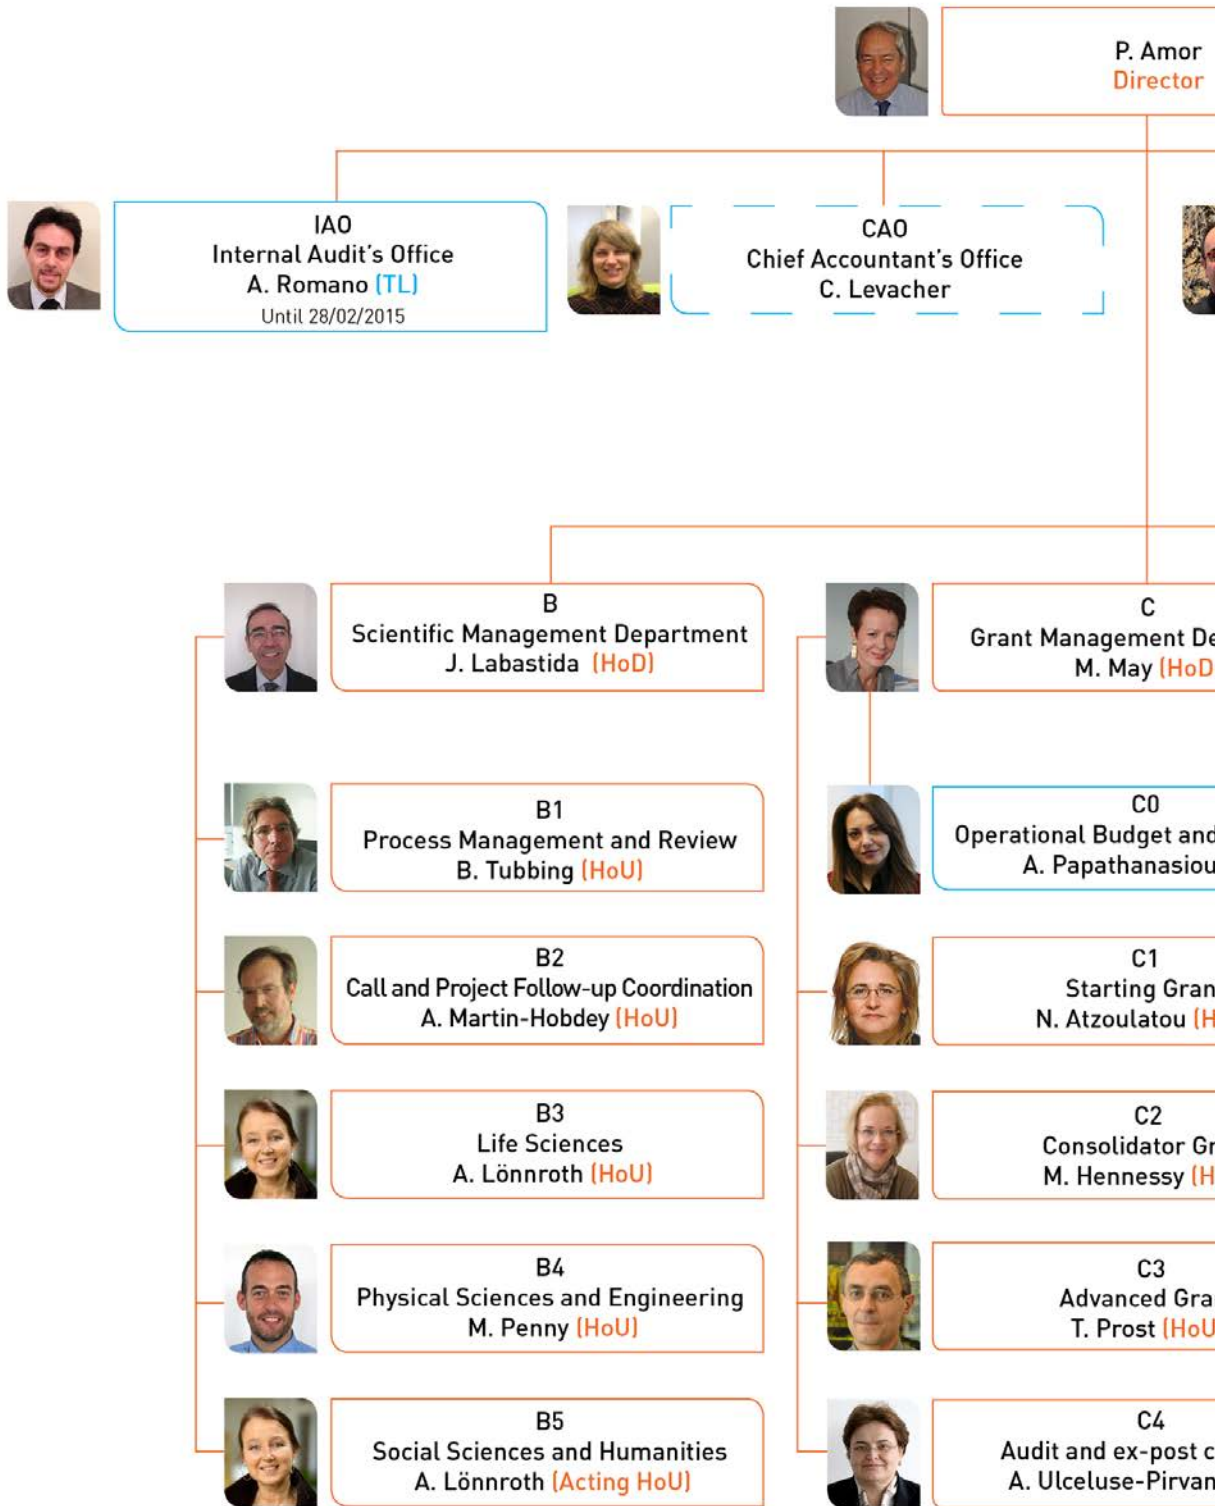 P. Amor
Director
IAO
Internal Audit's Office
A. Romano (TL)
Until 28/02/2015
CAO
Chief Accountant's Office
C. Levacher
B
Scientific Management Department
J. Labastida (HoD)
B1
Process Management and Review
B. Tubbing (HoU)
B2
Call and Project Follow-up Coordination
A. Martin-Hobdey (HoU)
B3
Life Sciences
A. Lönnroth (HoU)
B4
Physical Sciences and Engineering
M. Penny (HoU)
B5
Social Sciences and Humanities
A. Lönnroth (Acting HoU)
C
Grant Management De
M. May (HoD
C0
Operational Budget and
A. Papathanasiou
C1
Starting Gran
N. Atzoulatou (H
C2
Consolidator Gr
M. Hennessy (H
C3
Advanced Gra
T. Prost (HoU
C4
Audit and ex-post c
A. Ulceluse-Pirvan